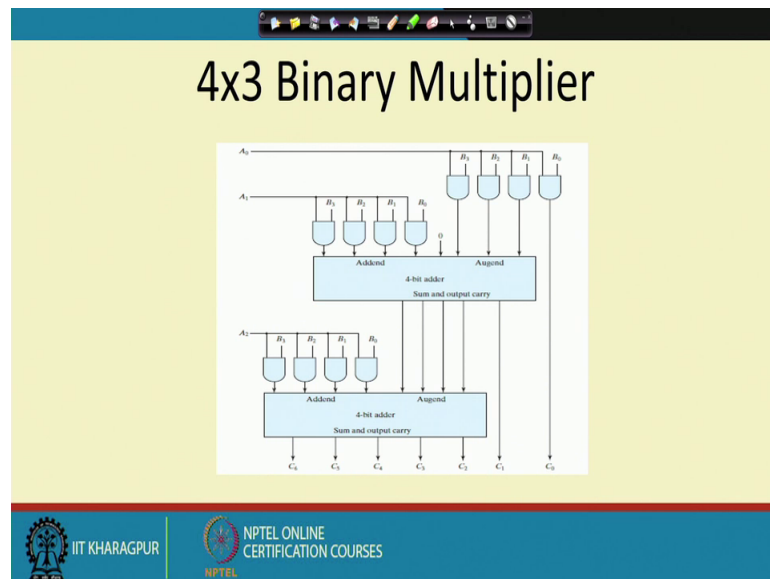 4x3 Binary Multiplier
A₀
B₃ B₂ B₁ B₀
A₁
B₃ B₂ B₁ B₀
0
Addend Augend
4-bit adder
Sum and output carry
A₂
B₃ B₂ B₁ B₀
Addend Augend
4-bit adder
Sum and output carry
C₆ C₅ C₄ C₃ C₂ C₁ C₀
IIT KHARAGPUR
NPTEL
NPTEL ONLINE
CERTIFICATION COURSES